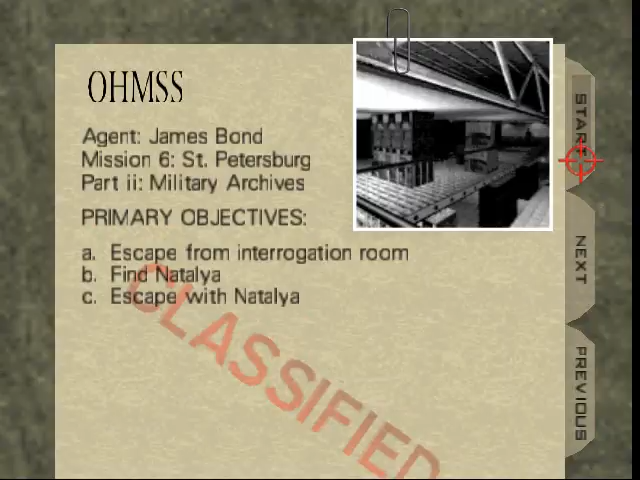 OHMSS
Agent: James Bond
Mission 6: St. Petersburg
Part ii: Military Archives
PRIMARY OBJECTIVES:
a. Escape from interrogation room
b. Find Natalya
c. Escape with Natalya
CLASSIFIED
START
NEXT
PREVIOUS